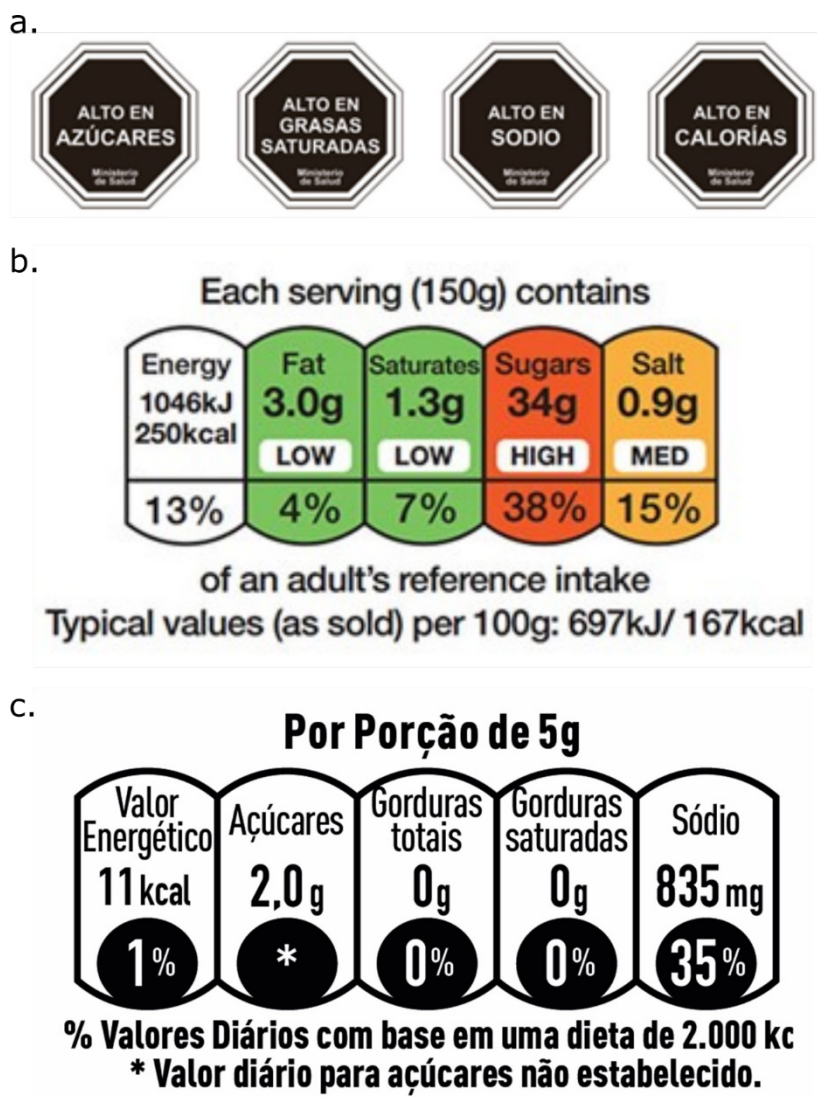 a.
ALTO EN
AZÚCARES
Ministerio
de Salud
ALTO EN
GRASAS
SATURADAS
Ministerio
de Salud
ALTO EN
SODIO
Ministerio
de Salud
ALTO EN
CALORÍAS
Ministerio
de Salud
b.
Each serving (150g) contains
Energy
1046kJ
250kcal
13%
Fat
3.0g
LOW
4%
Saturates
1.3g
LOW
7%
Sugars
34g
HIGH
38%
Salt
0.9g
MED
15%
of an adult's reference intake
Typical values (as sold) per 100g: 697kJ/ 167kcal
c.
Por Porção de 5g
Valor
Energético
11 kcal
1%
Açúcares
2,0 g
*
Gorduras
totais
0g
0%
Gorduras
saturadas
0g
0%
Sódio
835 mg
35%
% Valores Diários com base em uma dieta de 2.000 kc
* Valor diário para açúcares não estabelecido.